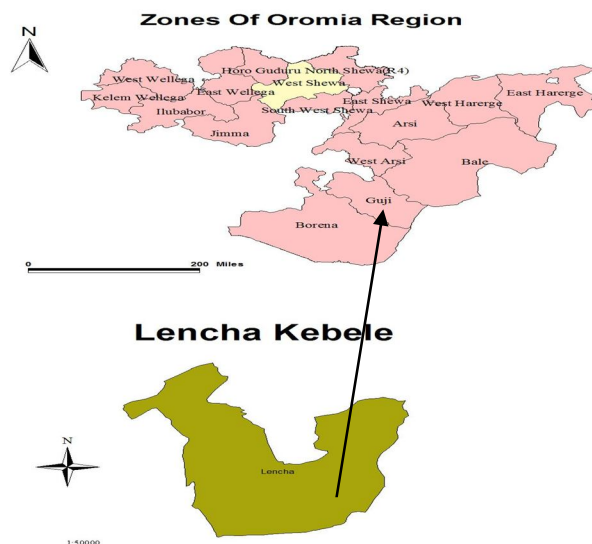 Zones Of Oromia Region
N
Horo Guduru North Shewa(R4)
West Wellega
West Shewa
East Harerge
Kelem Wellega
East Wellega
East Shewa
West Harerge
Ilubabor
South West Shewa
Arsi
Jimma
West Arsi
Bale
Guji
Borena
0 200 Miles
Lencha Kebele
N
Lencha
1:50000